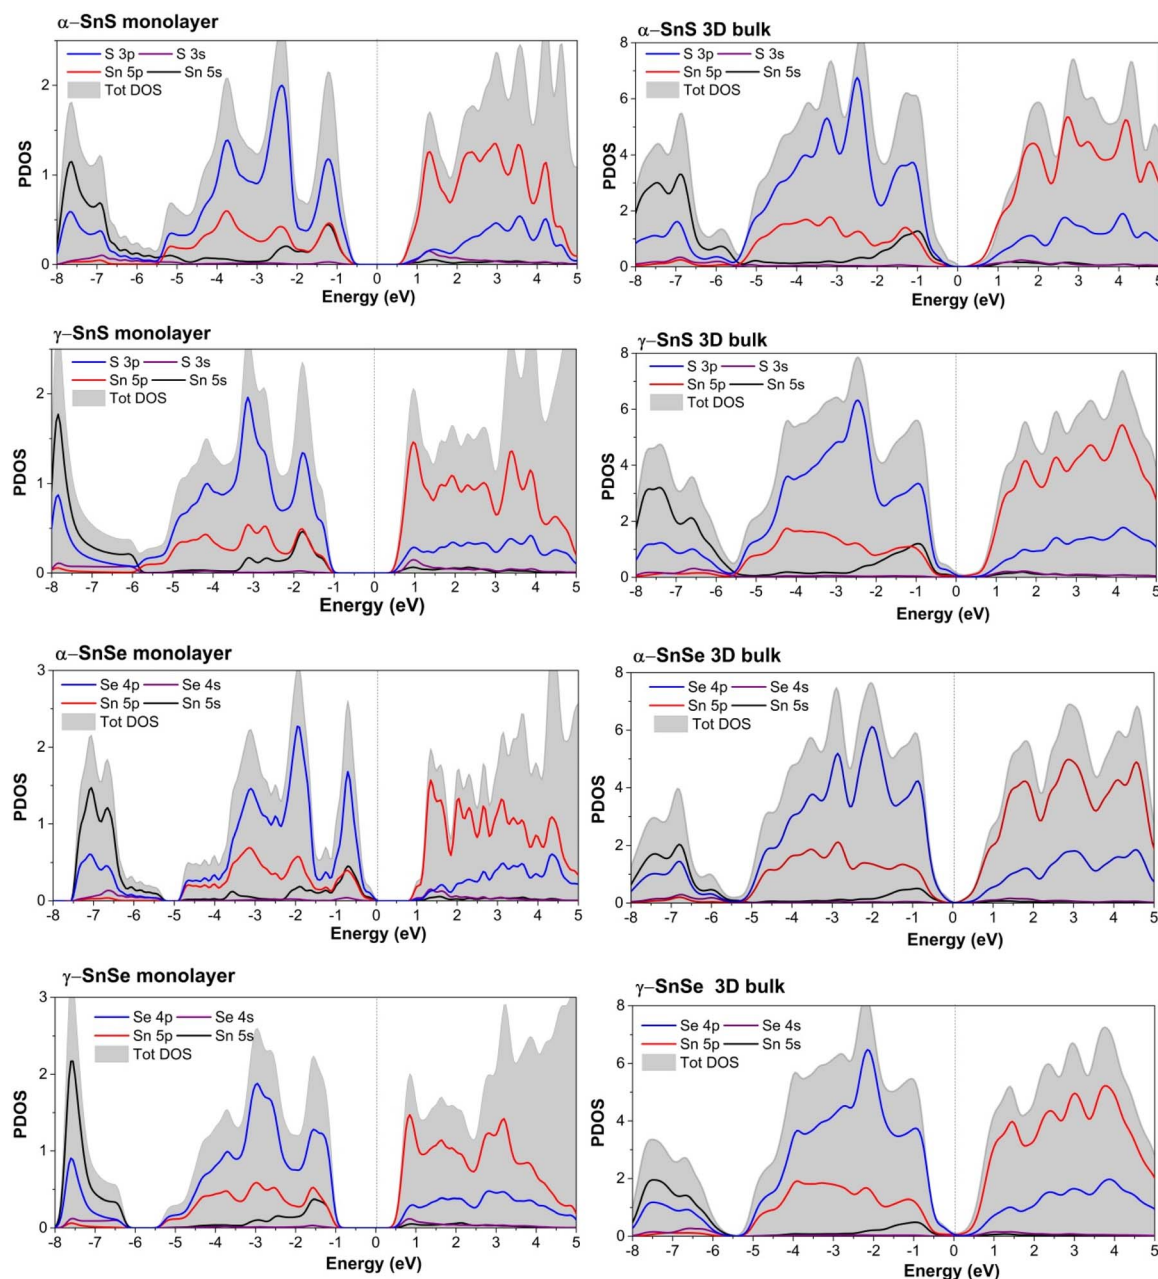 α–SnS monolayer
S 3p S 3s
Sn 5p Sn 5s
Tot DOS
PDOS
2
1
0
-8 -7 -6 -5 -4 -3 -2 -1 0 1 2 3 4 5
Energy (eV)
α–SnS 3D bulk
S 3p S 3s
Sn 5p Sn 5s
Tot DOS
PDOS
8
6
4
2
0
-8 -7 -6 -5 -4 -3 -2 -1 0 1 2 3 4 5
Energy (eV)
γ–SnS monolayer
S 3p S 3s
Sn 5p Sn 5s
Tot DOS
PDOS
2
1
0
-8 -7 -6 -5 -4 -3 -2 -1 0 1 2 3 4 5
Energy (eV)
γ–SnS 3D bulk
S 3p S 3s
Sn 5p Sn 5s
Tot DOS
PDOS
8
6
4
2
0
-8 -7 -6 -5 -4 -3 -2 -1 0 1 2 3 4 5
Energy (eV)
α–SnSe monolayer
Se 4p Se 4s
Sn 5p Sn 5s
Tot DOS
PDOS
3
2
1
0
-8 -7 -6 -5 -4 -3 -2 -1 0 1 2 3 4 5
Energy (eV)
α–SnSe 3D bulk
Se 4p Se 4s
Sn 5p Sn 5s
Tot DOS
PDOS
8
6
4
2
0
-8 -7 -6 -5 -4 -3 -2 -1 0 1 2 3 4 5
Energy (eV)
γ–SnSe monolayer
Se 4p Se 4s
Sn 5p Sn 5s
Tot DOS
PDOS
3
2
1
0
-8 -7 -6 -5 -4 -3 -2 -1 0 1 2 3 4 5
Energy (eV)
γ–SnSe 3D bulk
Se 4p Se 4s
Sn 5p Sn 5s
Tot DOS
PDOS
8
6
4
2
0
-8 -7 -6 -5 -4 -3 -2 -1 0 1 2 3 4 5
Energy (eV)